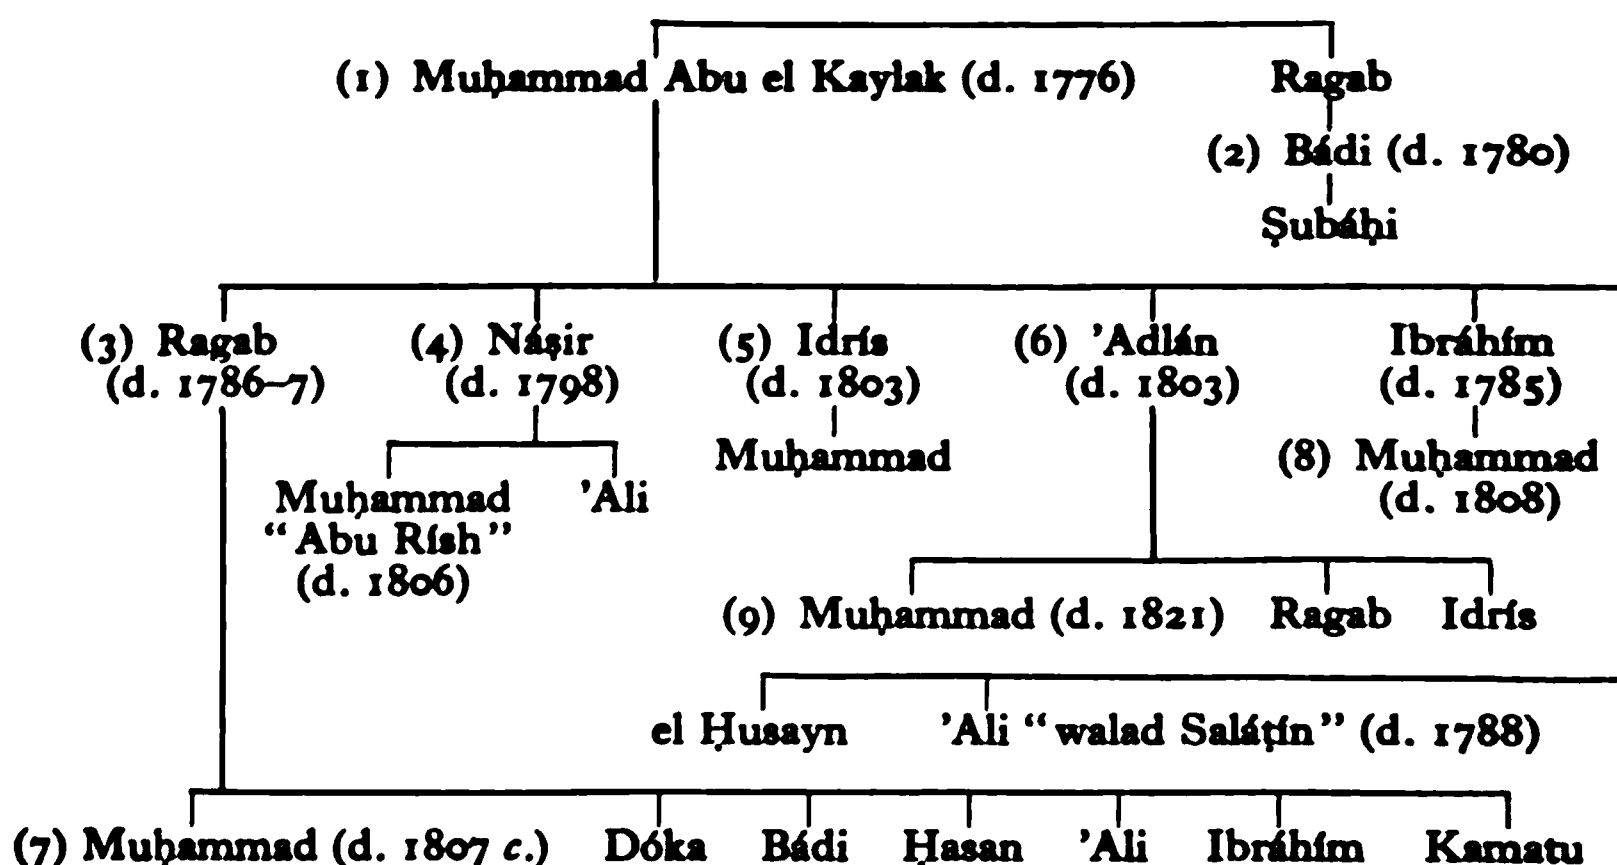 (1) Muḥammad Abu el Kaylak (d. 1776) Ragab
(2) Bádi (d. 1780)
Ṣubáḥi
(3) Ragab (4) Náṣir (5) Idrís (6) ’Adlán Ibráhím
(d. 1786–7) (d. 1798) (d. 1803) (d. 1803) (d. 1785)
Muḥammad (8) Muḥammad
Muḥammad ’Ali (d. 1808)
“Abu Rísh”
(d. 1806)
(9) Muḥammad (d. 1821) Ragab Idrís
el Ḥusayn ’Ali “walad Saláṭín” (d. 1788)
(7) Muḥammad (d. 1807 c.) Dóka Bádi Ḥasan ’Ali Ibráhím Kamatu